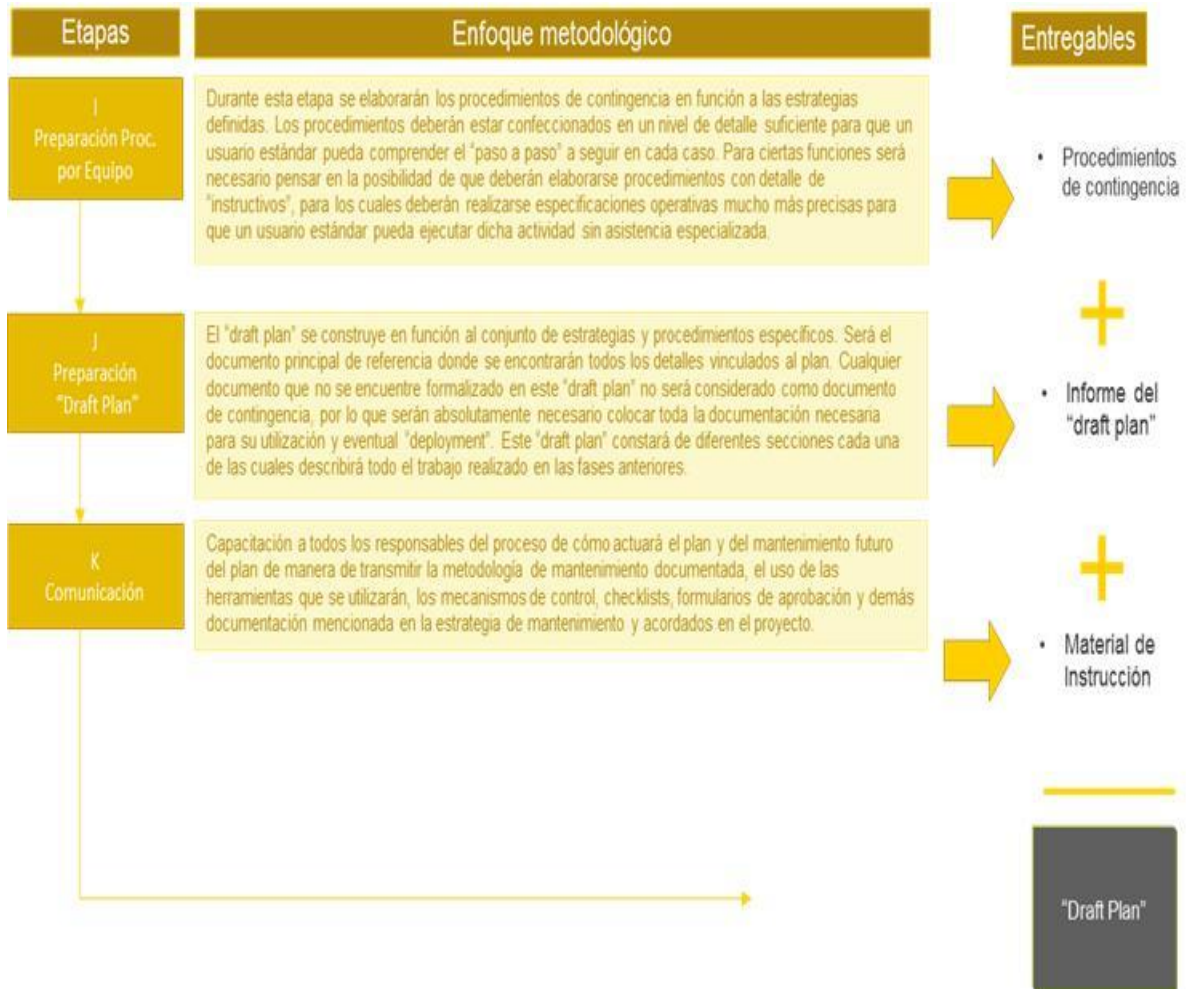 Etapas
Enfoque metodológico
Entregables
I
Preparación Proc.
por Equipo
Durante esta etapa se elaborarán los procedimientos de contingencia en función a las estrategias
definidas. Los procedimientos deberán estar confeccionados en un nivel de detalle suficiente para que un
usuario estándar pueda comprender el "paso a paso" a seguir en cada caso. Para ciertas funciones será
necesario pensar en la posibilidad de que deberán elaborarse procedimientos con detalle de
"instructivos", para los cuales deberán realizarse especificaciones operativas mucho más precisas para
que un usuario estándar pueda ejecutar dicha actividad sin asistencia especializada.
• Procedimientos
de contingencia
+
J
Preparación
"Draft Plan"
El "draft plan" se construye en función al conjunto de estrategias y procedimientos específicos. Será el
documento principal de referencia donde se encontrarán todos los detalles vinculados al plan. Cualquier
documento que no se encuentre formalizado en este "draft plan" no será considerado como documento
de contingencia, por lo que serán absolutamente necesario colocar toda la documentación necesaria
para su utilización y eventual "deployment". Este "draft plan" constará de diferentes secciones cada una
de las cuales describirá todo el trabajo realizado en las fases anteriores.
• Informe del
"draft plan"
+
K
Comunicación
Capacitación a todos los responsables del proceso de cómo actuará el plan y del mantenimiento futuro
del plan de manera de transmitir la metodología de mantenimiento documentada, el uso de las
herramientas que se utilizarán, los mecanismos de control, checklists, formularios de aprobación y demás
documentación mencionada en la estrategia de mantenimiento y acordados en el proyecto.
• Material de
Instrucción
"Draft Plan"